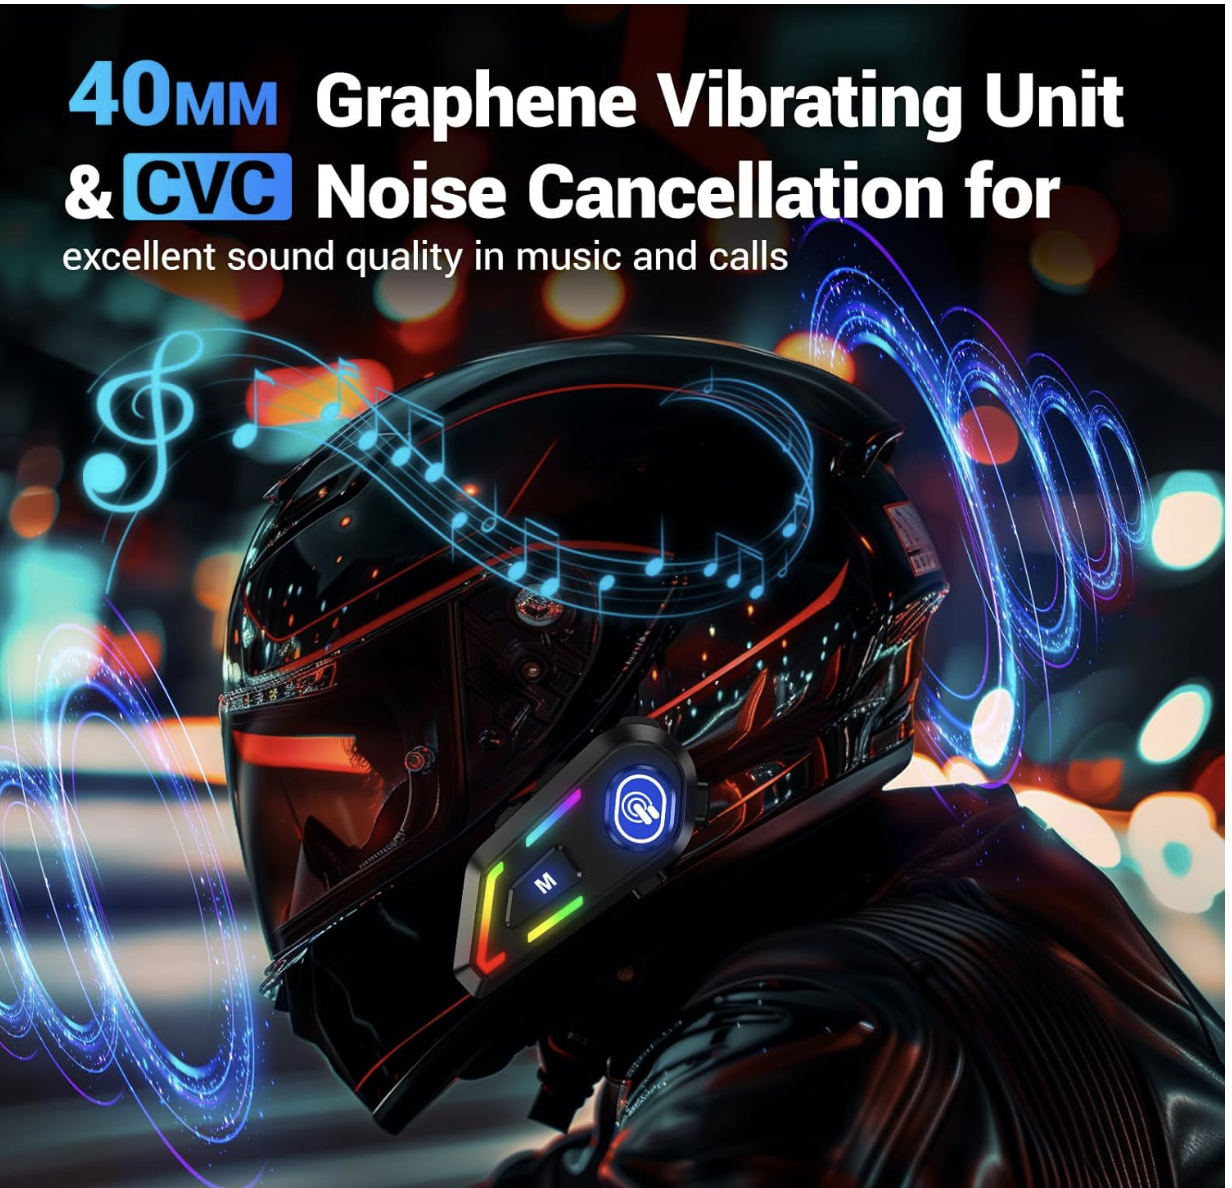 40MM Graphene Vibrating Unit
& CVC Noise Cancellation for
excellent sound quality in music and calls
M